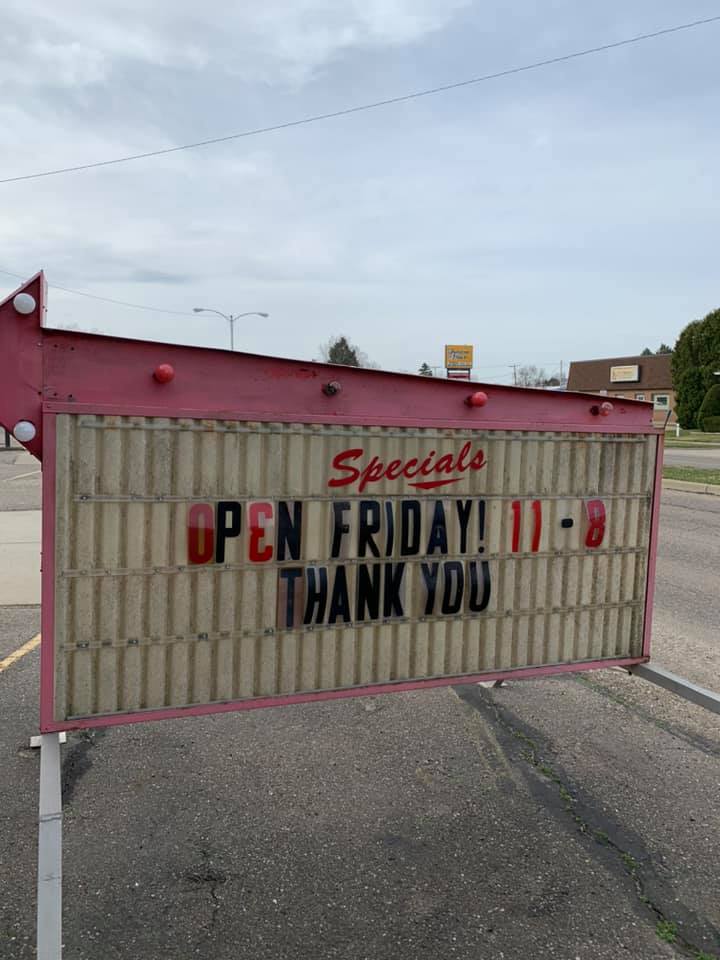 Specials
OPEN FRIDAY! 11 - 8
THANK YOU